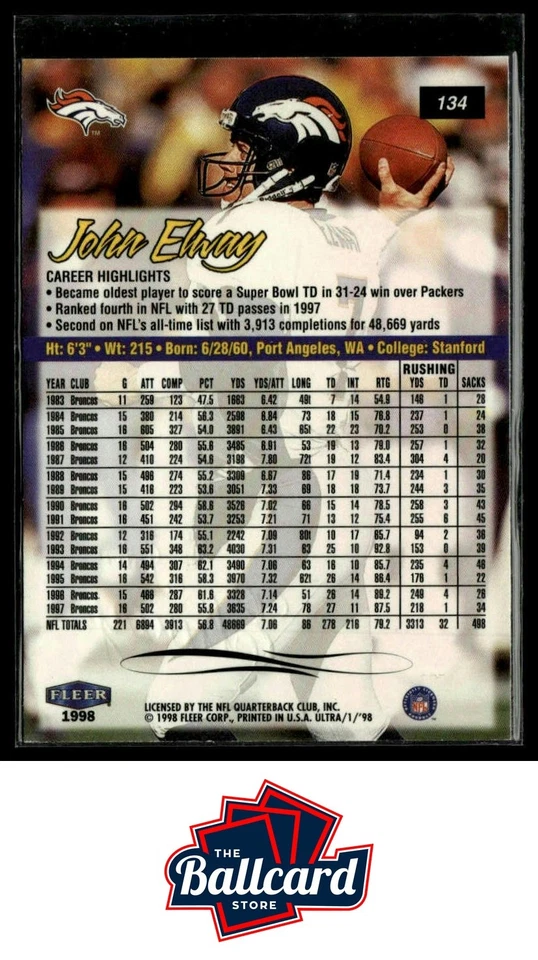 134
TM
John Elway
CAREER HIGHLIGHTS
• Became oldest player to score a Super Bowl TD in 31-24 win over Packers
• Ranked fourth in NFL with 27 TD passes in 1997
• Second on NFL's all-time list with 3,913 completions for 48,669 yards
Ht: 6'3" • Wt: 215 • Born: 6/28/60, Port Angeles, WA • College: Stanford
RUSHING
YEAR CLUB G ATT COMP PCT YDS YDS/ATT LONG TD INT RTG YDS TD SACKS
1983 Broncos 11 259 123 47.5 1663 6.42 49t 7 14 54.9 146 1 28
1984 Broncos 15 380 214 56.3 2598 6.84 73 18 15 76.8 237 1 24
1985 Broncos 16 605 327 54.0 3891 6.43 65t 22 23 70.2 253 0 38
1986 Broncos 16 504 280 55.6 3485 6.91 53 19 13 79.0 257 1 32
1987 Broncos 12 410 224 54.6 3198 7.80 72t 19 12 83.4 304 4 20
1988 Broncos 15 496 274 55.2 3309 6.67 86 17 19 71.4 234 1 30
1989 Broncos 15 416 223 53.6 3051 7.33 69 18 18 73.7 244 3 35
1990 Broncos 16 502 294 58.6 3526 7.02 66 15 14 78.5 258 3 43
1991 Broncos 16 451 242 53.7 3253 7.21 71 13 12 75.4 255 6 45
1992 Broncos 12 316 174 55.1 2242 7.09 80t 10 17 65.7 94 2 36
1993 Broncos 16 551 348 63.2 4030 7.31 63 25 10 92.8 153 0 39
1994 Broncos 14 494 307 62.1 3490 7.06 63 16 10 85.7 235 4 46
1995 Broncos 16 542 316 58.3 3970 7.32 62t 26 14 86.4 176 1 22
1996 Broncos 15 466 287 61.6 3328 7.14 51 26 14 89.2 249 4 26
1997 Broncos 16 502 280 55.8 3635 7.24 78 27 11 87.5 218 1 34
NFL TOTALS 221 6894 3913 56.8 48669 7.06 86 278 216 79.2 3313 32 498
FLEER
1998
LICENSED BY THE NFL QUARTERBACK CLUB, INC.
© 1998 FLEER CORP., PRINTED IN U.S.A. ULTRA/1/'98
NFL
THE
Ballcard
STORE